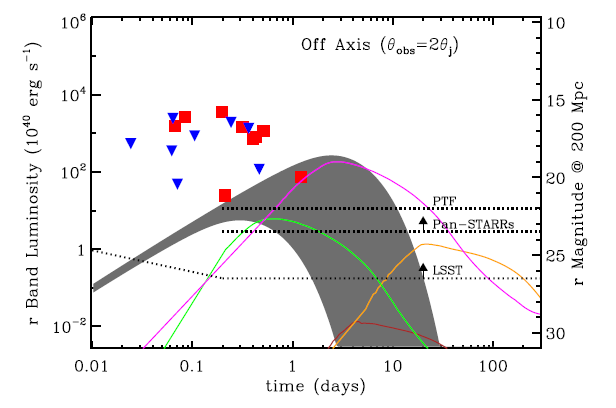 Off Axis (θobs=2θj)
r Band Luminosity (10^40 erg s^-1)
10^6
10^4
10^2
1
10^-2
10
15
20
25
30
r Magnitude @ 200 Mpc
PTF
Pan-STARRs
LSST
0.01
0.1
1
10
100
time (days)